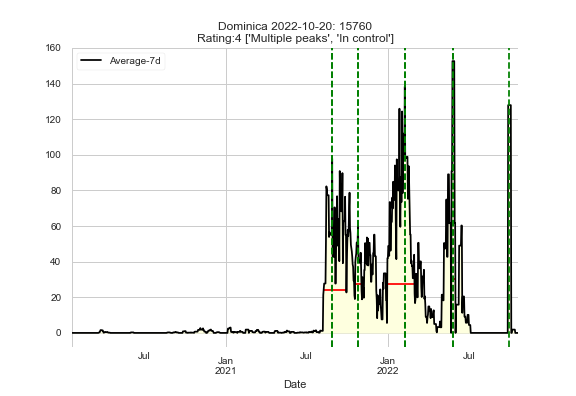 Dominica 2022-10-20: 15760
Rating:4 ['Multiple peaks', 'In control']
160
Average-7d
140
120
100
80
60
40
20
0
Jul
Jan
2021
Jul
Jan
2022
Jul
Date